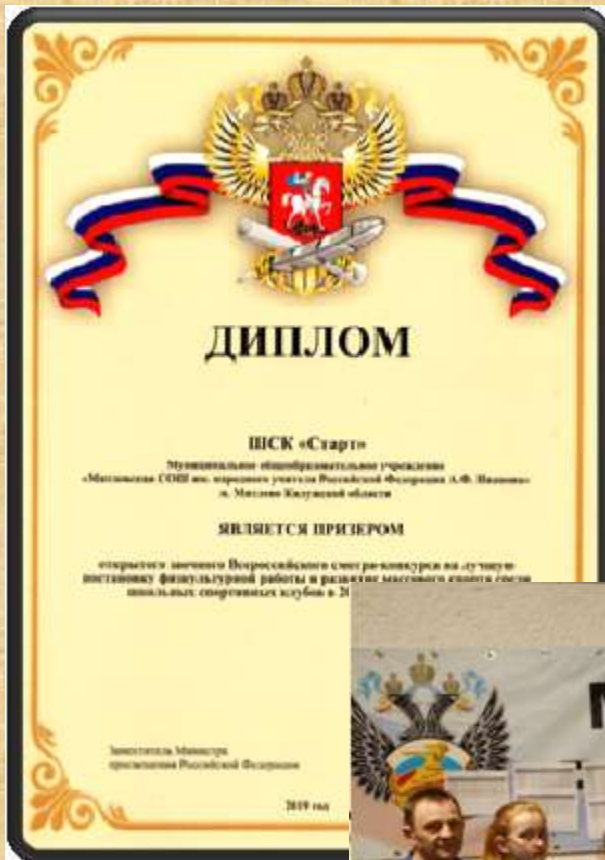 ДИПЛОМ
ШСК «Старт»
Муниципальное общеобразовательное учреждение
СОШ им. народного учителя Российской Федерации А.Ф. Иванова»
Калужской области
ЯВЛЯЕТСЯ ПРИЗЕРОМ
открытого заочного Всероссийского смотра-конкурса на лучшую
постановку физкультурной работы и развитие массового спорта среди
школьных спортивных клубов в
Заместитель Министра
просвещения Российской Федерации
2019 год